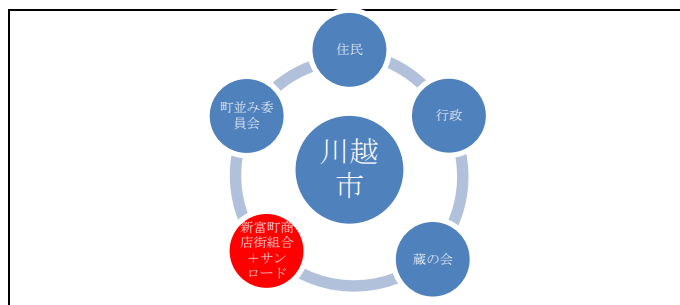 住民
町並み委
員会
行政
川越
市
新富町商
店街組合
＋サン
ロード
蔵の会